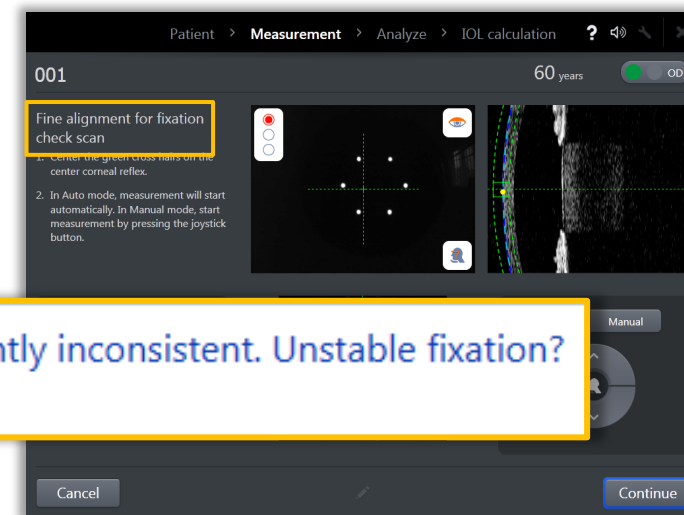 Patient > Measurement > Analyze > IOL calculation ?
001 60 years OD
Fine alignment for fixation
check scan
1. Center the green cross hairs on the
center corneal reflex.
2. In Auto mode, measurement will start
automatically. In Manual mode, start
measurement by pressing the joystick
button.
inconsistent. Unstable fixation?
Manual
Cancel Continue